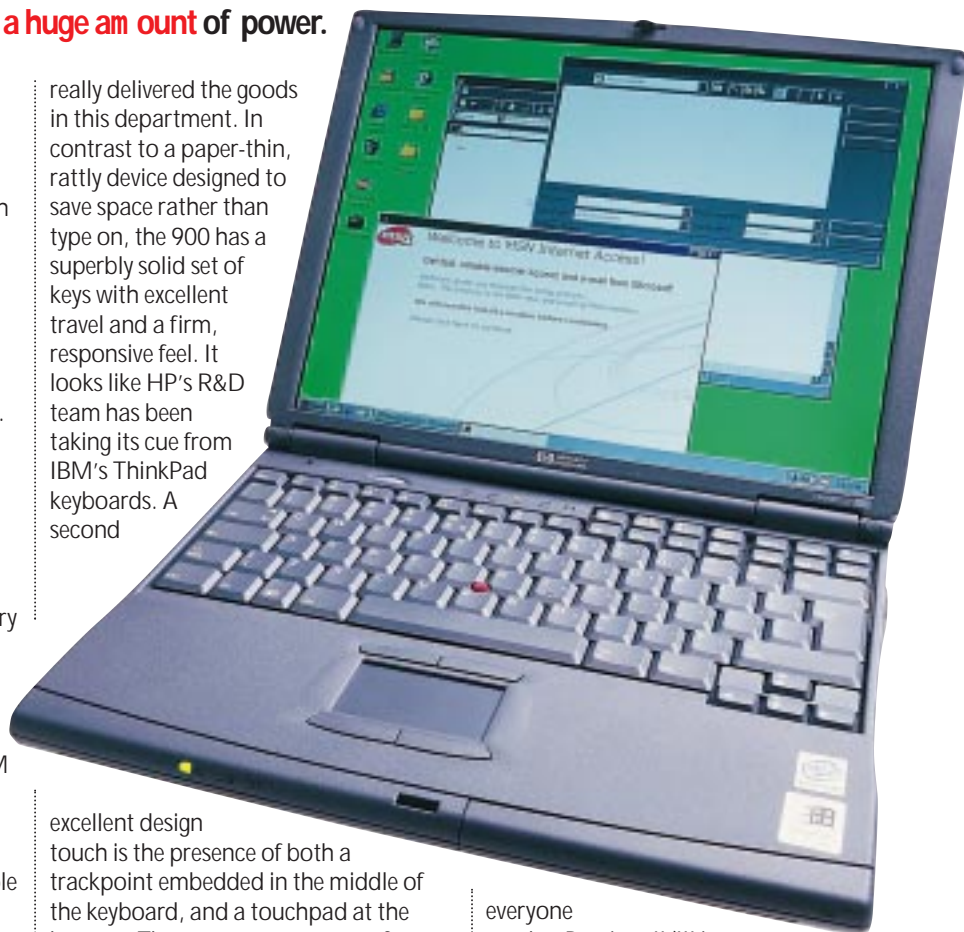 a huge am ount of power.
really delivered the goods
in this department. In
contrast to a paper-thin,
rattly device designed to
save space rather than
type on, the 900 has a
superbly solid set of
keys with excellent
travel and a firm,
responsive feel. It
looks like HP's R&D
team has been
taking its cue from
IBM's ThinkPad
keyboards. A
second
excellent design
touch is the presence of both a
trackpoint embedded in the middle of
the keyboard, and a touchpad at the
everyone
Welcome to MSN Internet Access!